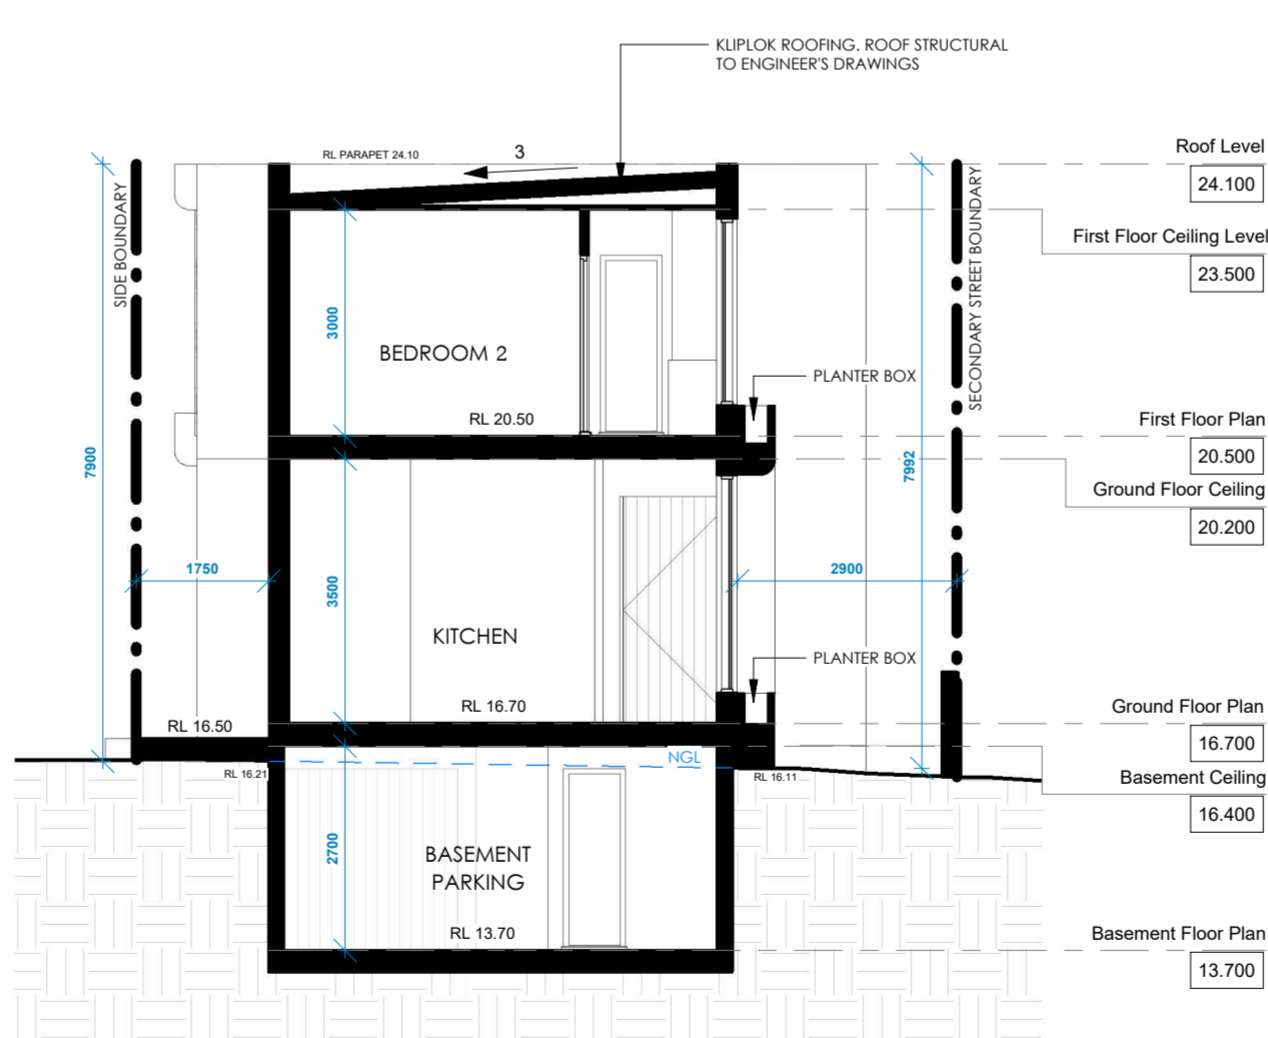 KLIPLOK ROOFING. ROOF STRUCTURAL
TO ENGINEER'S DRAWINGS
RL PARAPET 24.10
3
Roof Level
24.100
SIDE BOUNDARY
SECONDARY STREET BOUNDARY
First Floor Ceiling Level
23.500
3000
BEDROOM 2
PLANTER BOX
RL 20.50
First Floor Plan
20.500
7900
7992
Ground Floor Ceiling
20.200
1750
3500
2900
KITCHEN
PLANTER BOX
RL 16.70
Ground Floor Plan
16.700
RL 16.50
NGL
RL 16.21
RL 16.11
Basement Ceiling
16.400
2700
BASEMENT
PARKING
RL 13.70
Basement Floor Plan
13.700